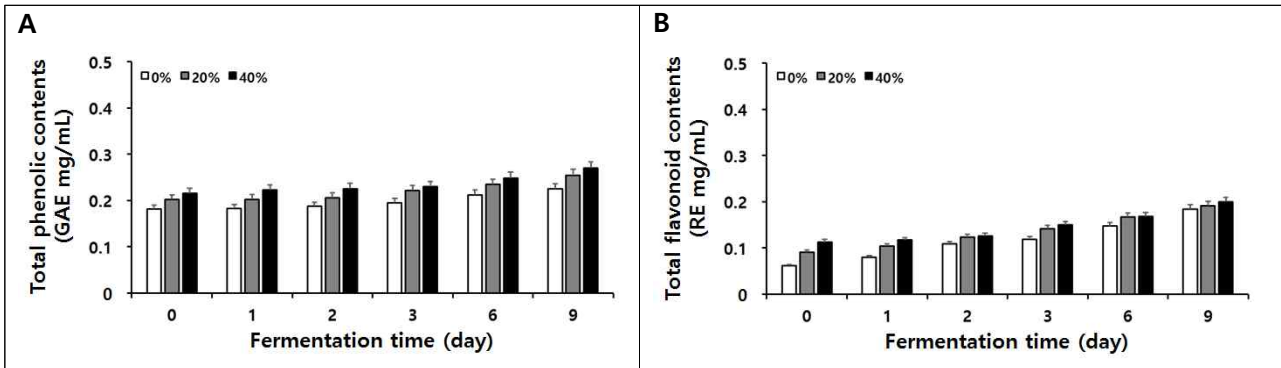 A
0.5
0.4
0.3
0.2
0.1
0
0% 20% 40%
Total phenolic contents
(GAE mg/mL)
0 1 2 3 6 9
Fermentation time (day)
B
0.5
0.4
0.3
0.2
0.1
0
0% 20% 40%
Total flavonoid contents
(RE mg/mL)
0 1 2 3 6 9
Fermentation time (day)